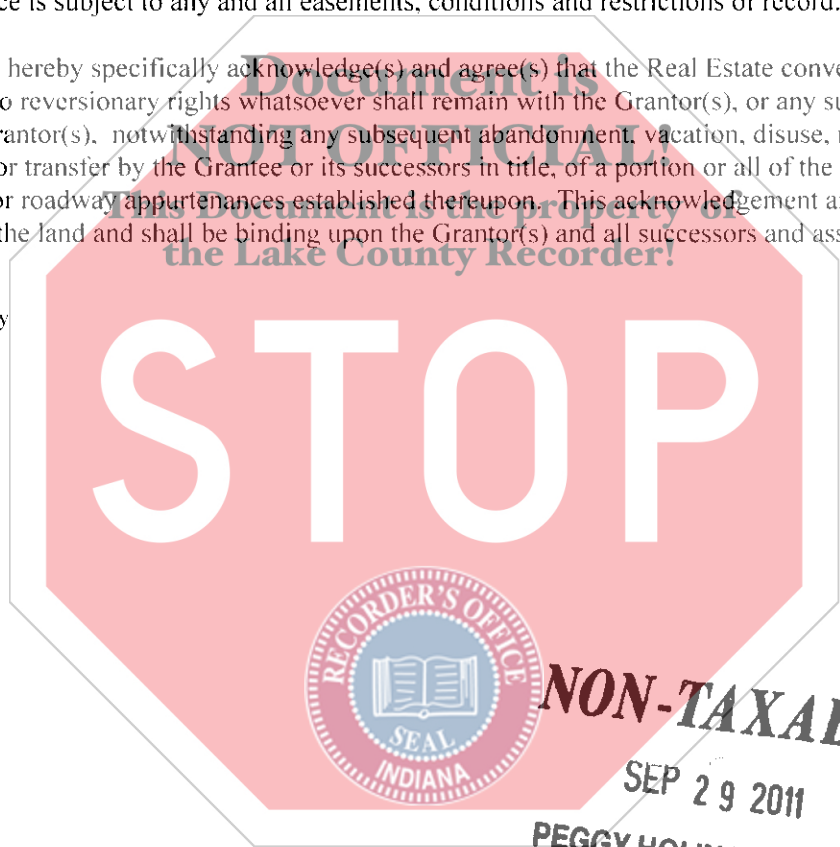 ce is subject to any and all easements, conditions and restrictions of record.
Document is
hereby specifically acknowledge(s) and agree(s) that the Real Estate conve
o reversionary rights whatsoever shall remain with the Grantor(s), or any su
NOT OFFICIAL!
rantor(s), notwithstanding any subsequent abandonment, vacation, disuse,
or transfer by the Grantee or its successors in title, of a portion or all of the
This Document is the property of
or roadway appurtenances established thereupon. This acknowledgement a
the land and shall be binding upon the Grantor(s) and all successors and ass
the Lake County Recorder!
y
STOP
RECORDER'S OFFICE
SEAL
INDIANA
NON-TAXAB
SEP 29 2011
PEGGY